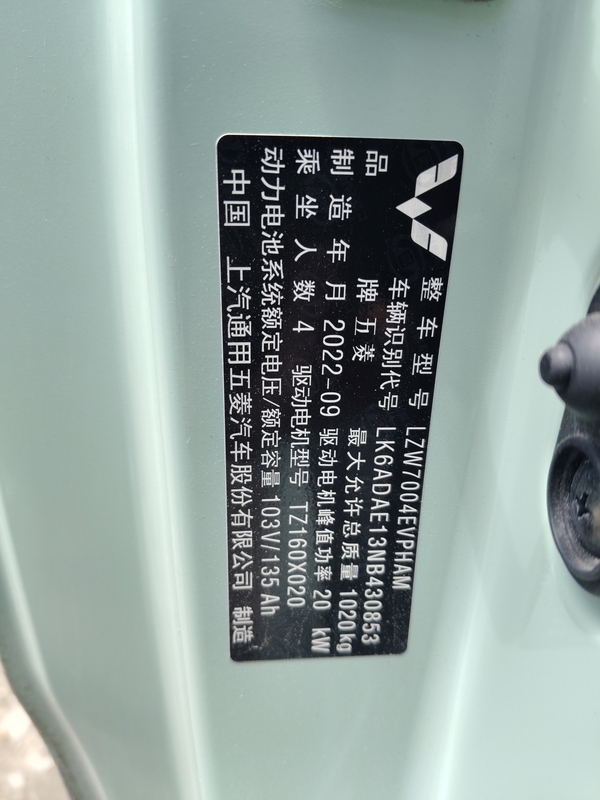 整车型号 LZW7004EVPHAM
车辆识别代号 LK6ADAE13NB430853
品牌 五菱 最大允许总质量 1020kg
制造年月 2022-09 驱动电机峰值功率 20 kW
乘坐人数 4 驱动电机型号 TZ160X020
动力电池系统额定电压/额定容量 103V/135 Ah
中国 上汽通用五菱汽车股份有限公司 制造